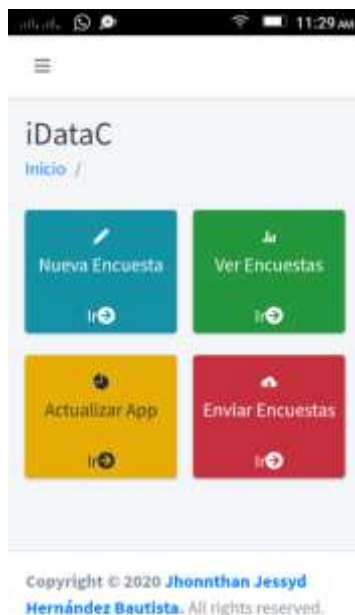 11:29 AM
iDataC
Inicio /
Nueva Encuesta
Ir
Ver Encuestas
Ir
Actualizar App
Ir
Enviar Encuestas
Ir
Copyright © 2020 Jhonnthan Jessyd
Hernández Bautista. All rights reserved.